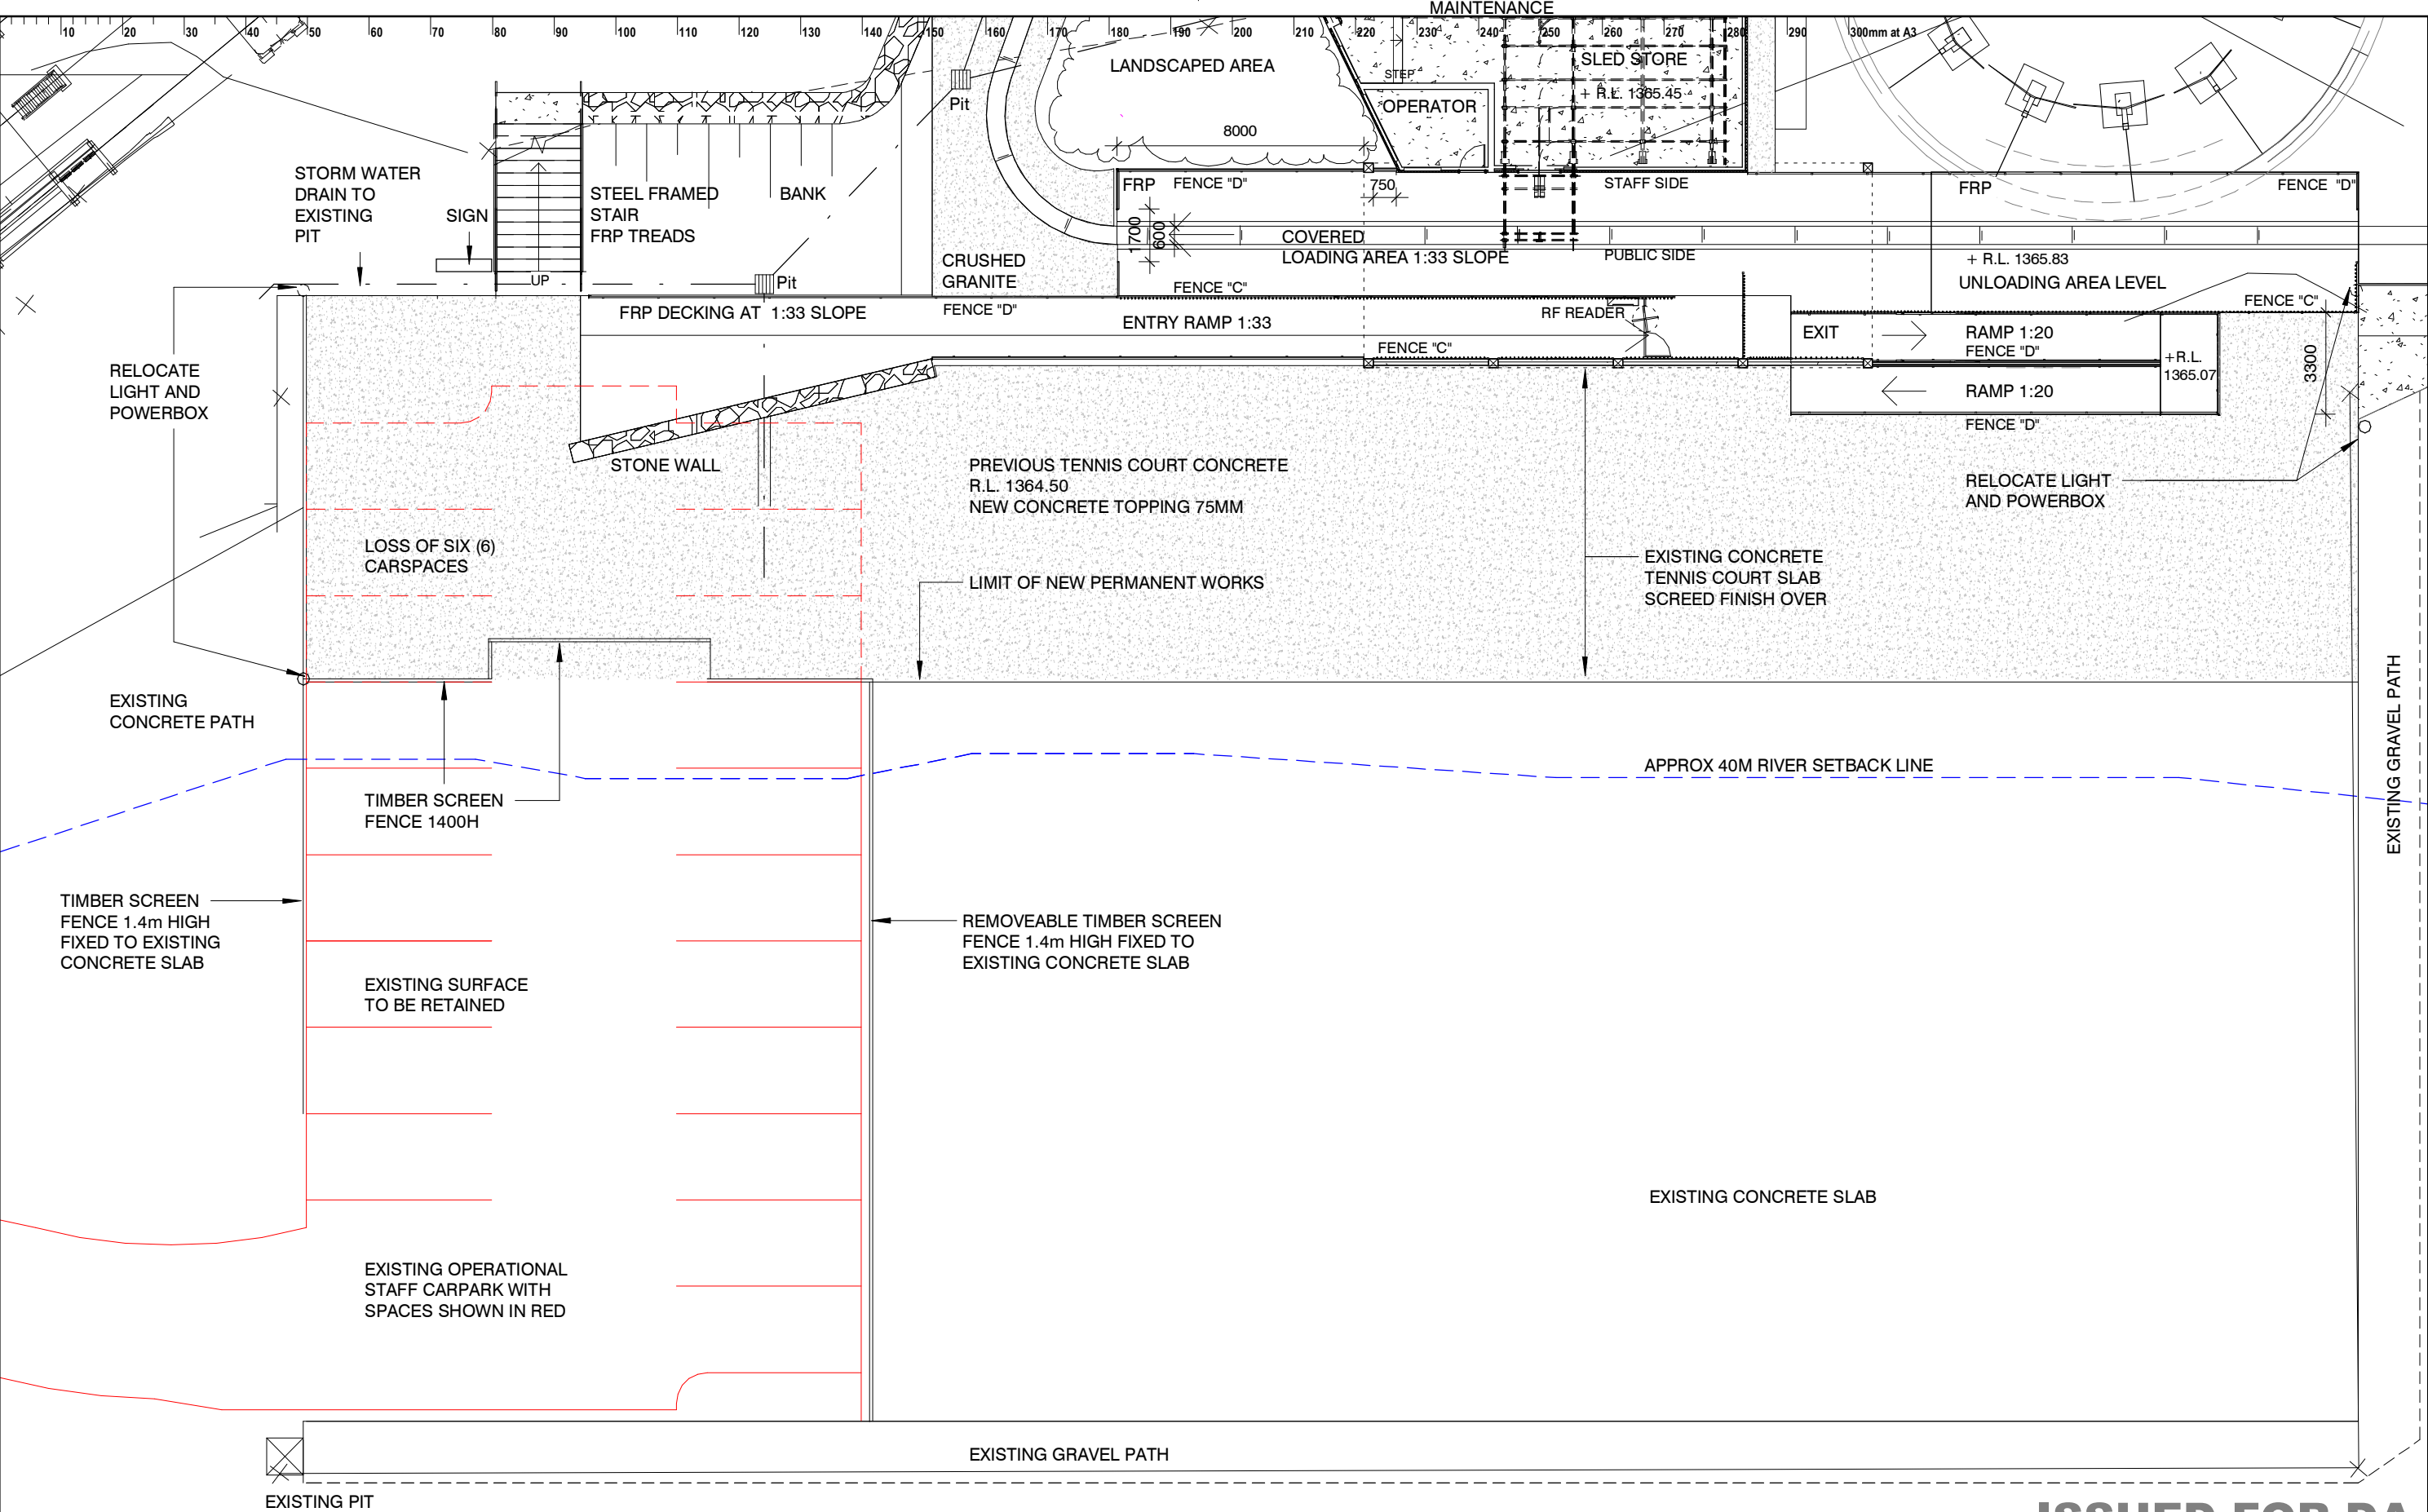 MAINTENANCE
10 20 30 40 50 60 70 80 90 100 110 120 130 140 150 160 170 180 190 200 210 220 230 240 250 260 270 280 290 300mm at A3
LANDSCAPED AREA
STEP
SLED STORE
+ R.L. 1365.45
Pit
OPERATOR
8000
STORM WATER
DRAIN TO
EXISTING
PIT
SIGN
STEEL FRAMED
STAIR
FRP TREADS
BANK
UP
Pit
CRUSHED
GRANITE
FRP
FENCE "D"
750
STAFF SIDE
FRP
FENCE "D"
1700
600
COVERED
LOADING AREA 1:33 SLOPE
PUBLIC SIDE
+ R.L. 1365.83
UNLOADING AREA LEVEL
FENCE "C"
FENCE "C"
FRP DECKING AT 1:33 SLOPE
FENCE "D"
ENTRY RAMP 1:33
RF READER
FENCE "C"
EXIT
RAMP 1:20
FENCE "D"
+R.L.
1365.07
3300
RAMP 1:20
FENCE "D"
RELOCATE
LIGHT AND
POWERBOX
STONE WALL
PREVIOUS TENNIS COURT CONCRETE
R.L. 1364.50
NEW CONCRETE TOPPING 75MM
RELOCATE LIGHT
AND POWERBOX
LOSS OF SIX (6)
CARSPACES
LIMIT OF NEW PERMANENT WORKS
EXISTING CONCRETE
TENNIS COURT SLAB
SCREED FINISH OVER
EXISTING
CONCRETE PATH
EXISTING GRAVEL PATH
APPROX 40M RIVER SETBACK LINE
TIMBER SCREEN
FENCE 1400H
TIMBER SCREEN
FENCE 1.4m HIGH
FIXED TO EXISTING
CONCRETE SLAB
REMOVEABLE TIMBER SCREEN
FENCE 1.4m HIGH FIXED TO
EXISTING CONCRETE SLAB
EXISTING SURFACE
TO BE RETAINED
EXISTING CONCRETE SLAB
EXISTING OPERATIONAL
STAFF CARPARK WITH
SPACES SHOWN IN RED
EXISTING GRAVEL PATH
EXISTING PIT
ISSUED FOR DA